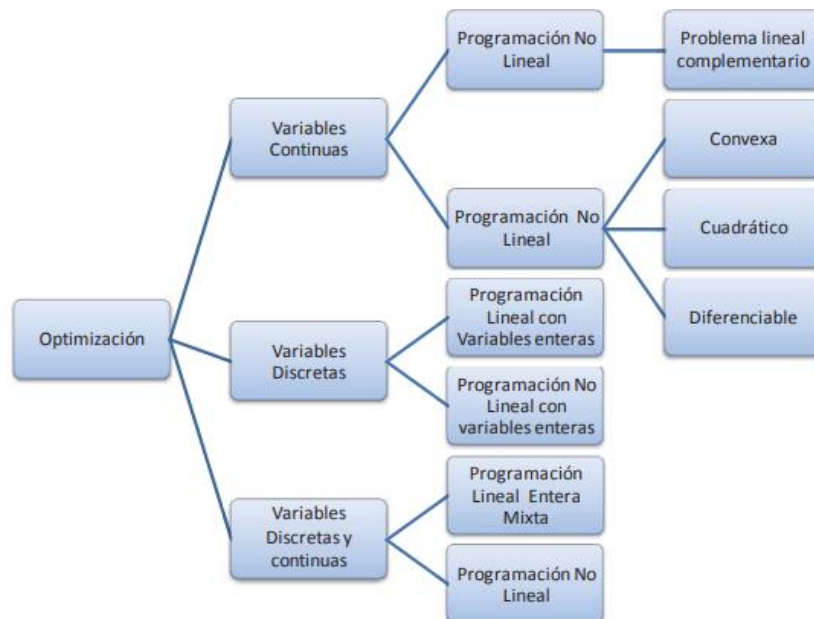 Optimización
Variables
Continuas
Programación No
Lineal
Problema lineal
complementario
Programación No
Lineal
Convexa
Cuadrático
Diferenciable
Variables
Discretas
Programación
Lineal con
Variables enteras
Programación No
Lineal con
variables enteras
Variables
Discretas y
continuas
Programación
Lineal Entera
Mixta
Programación No
Lineal